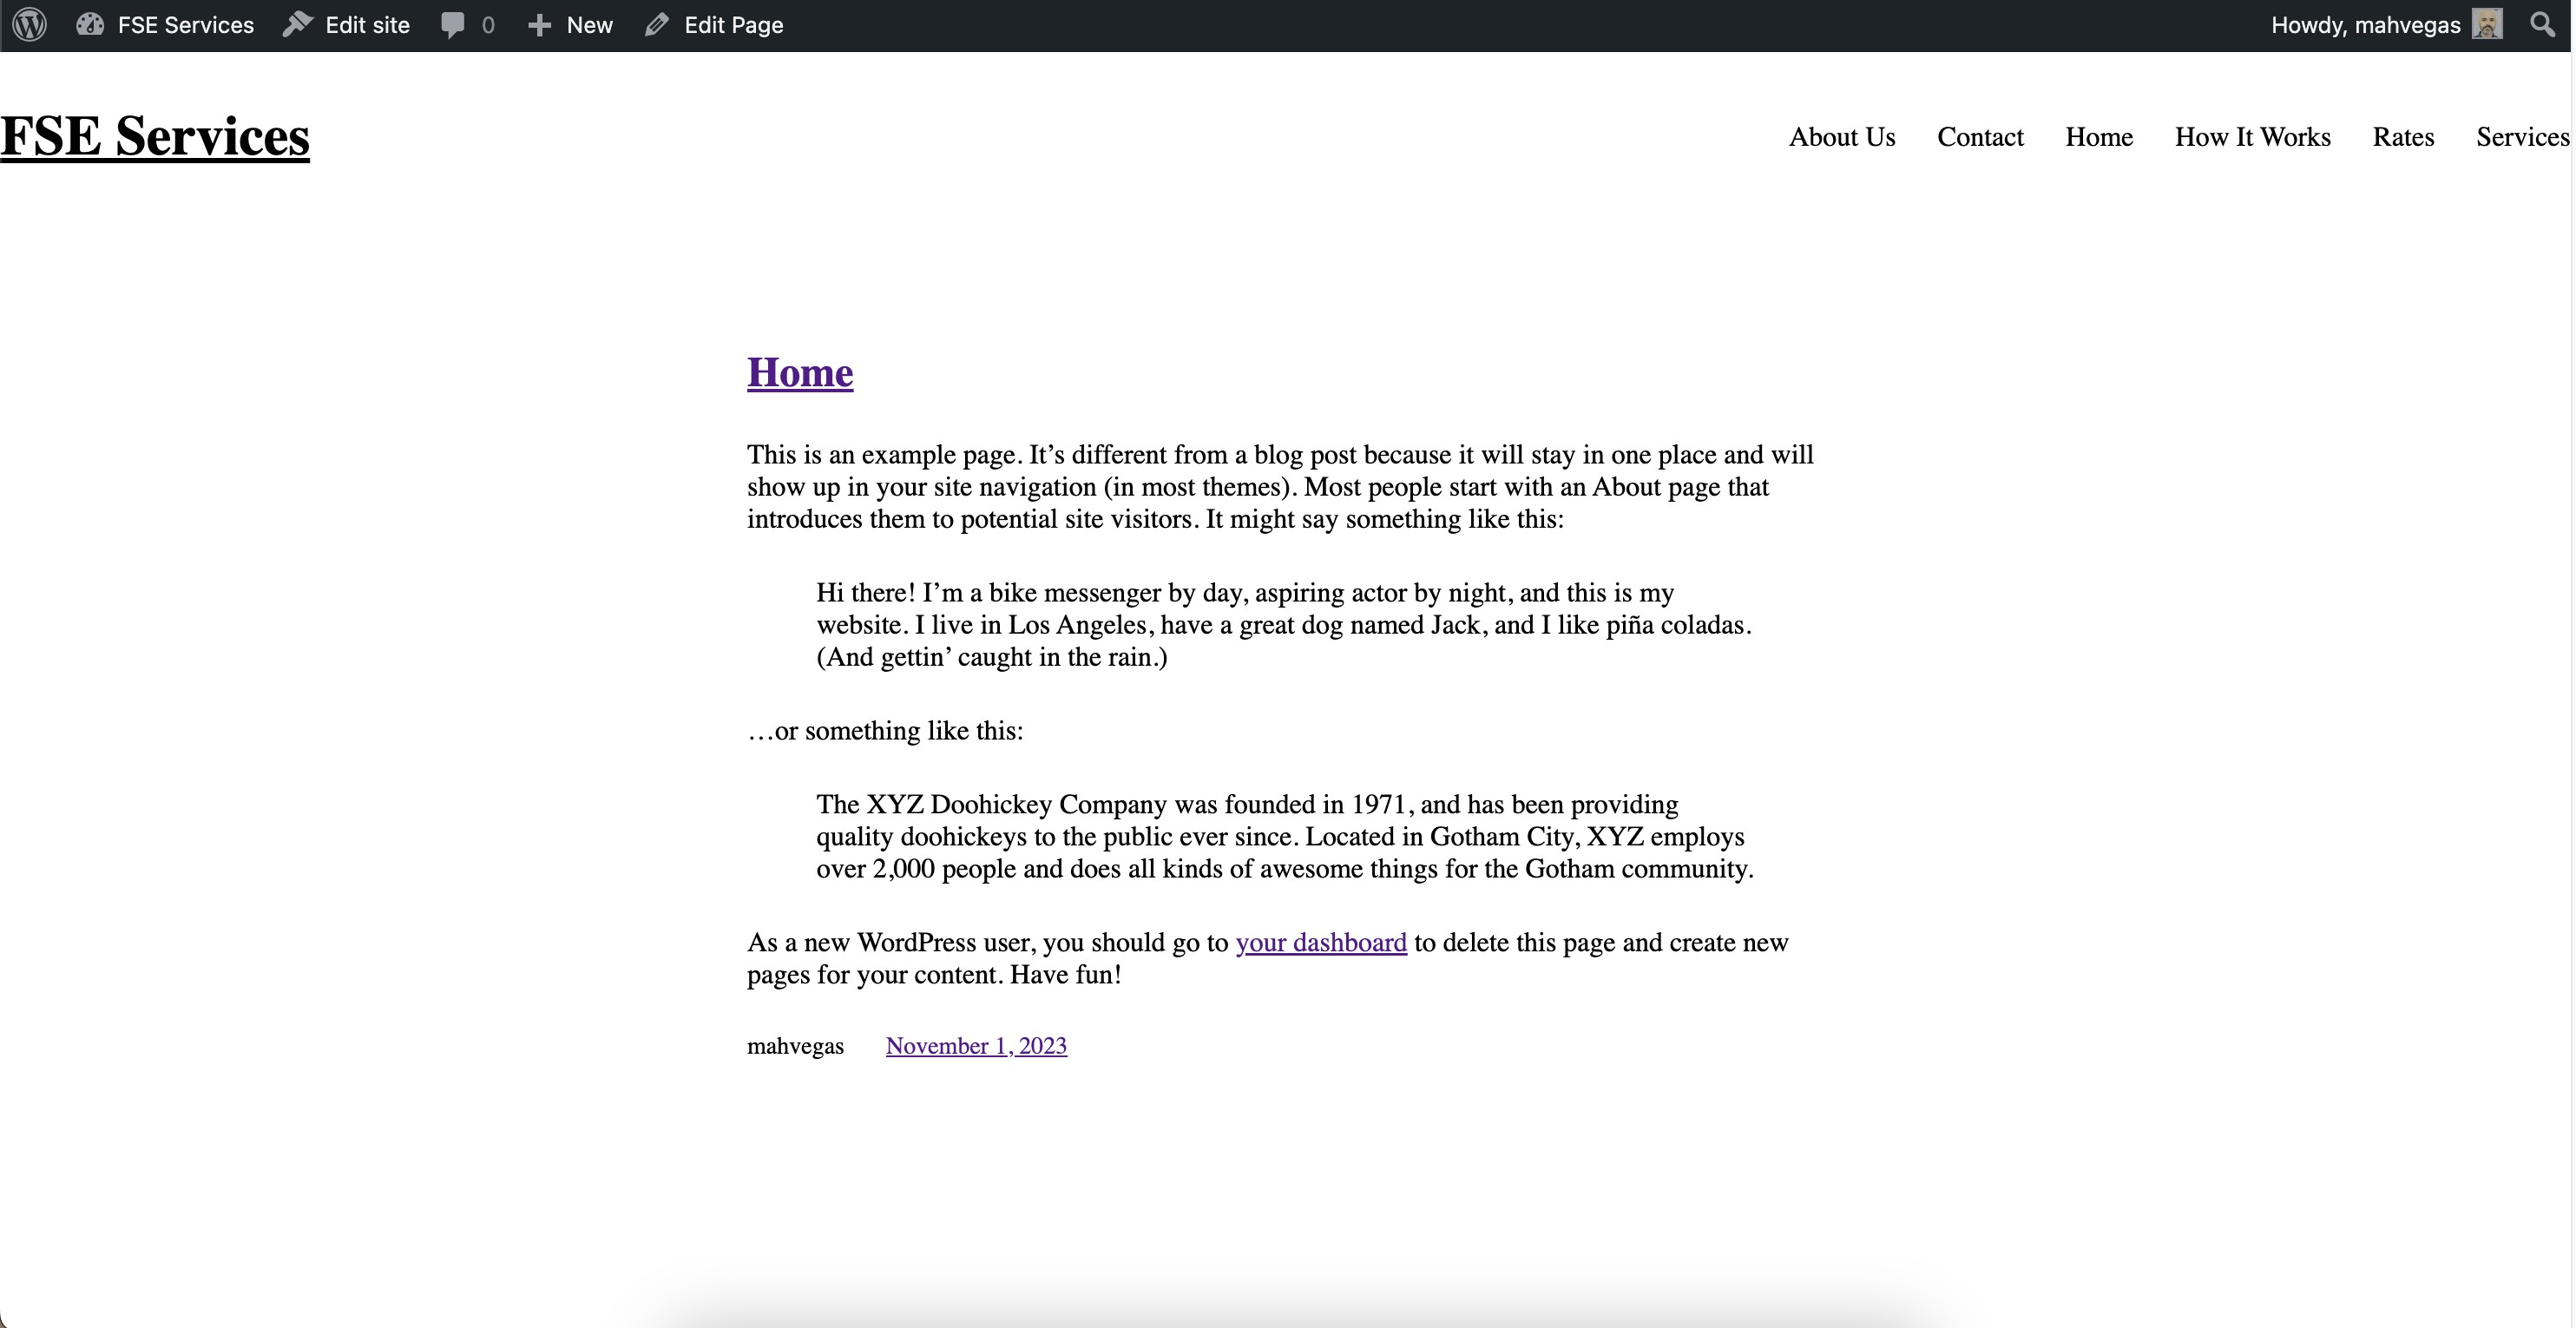 FSE Services Edit site 0 New Edit Page Howdy, mahvegas
FSE Services
About Us Contact Home How It Works Rates Services
Home
This is an example page. It’s different from a blog post because it will stay in one place and will
show up in your site navigation (in most themes). Most people start with an About page that
introduces them to potential site visitors. It might say something like this:
Hi there! I’m a bike messenger by day, aspiring actor by night, and this is my
website. I live in Los Angeles, have a great dog named Jack, and I like piña coladas.
(And gettin’ caught in the rain.)
…or something like this:
The XYZ Doohickey Company was founded in 1971, and has been providing
quality doohickeys to the public ever since. Located in Gotham City, XYZ employs
over 2,000 people and does all kinds of awesome things for the Gotham community.
As a new WordPress user, you should go to your dashboard to delete this page and create new
pages for your content. Have fun!
mahvegas November 1, 2023